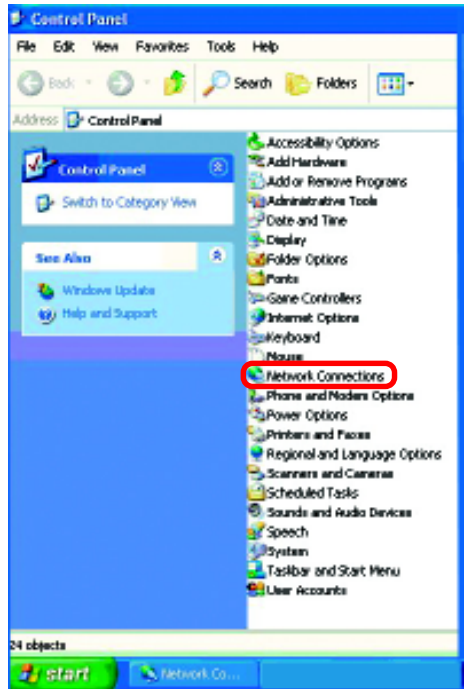 Control Panel
File Edit View Favorites Tools Help
Back Search Folders
Address Control Panel
Control Panel
Switch to Category View
See Also
Windows Update
Help and Support
Accessibility Options
Add Hardware
Add or Remove Programs
Administrative Tools
Date and Time
Display
Folder Options
Fonts
Game Controllers
Internet Options
Keyboard
Mouse
Network Connections
Phone and Modem Options
Power Options
Printers and Faxes
Regional and Language Options
Scanners and Cameras
Scheduled Tasks
Sounds and Audio Devices
Speech
System
Taskbar and Start Menu
User Accounts
24 objects
start Network Co...